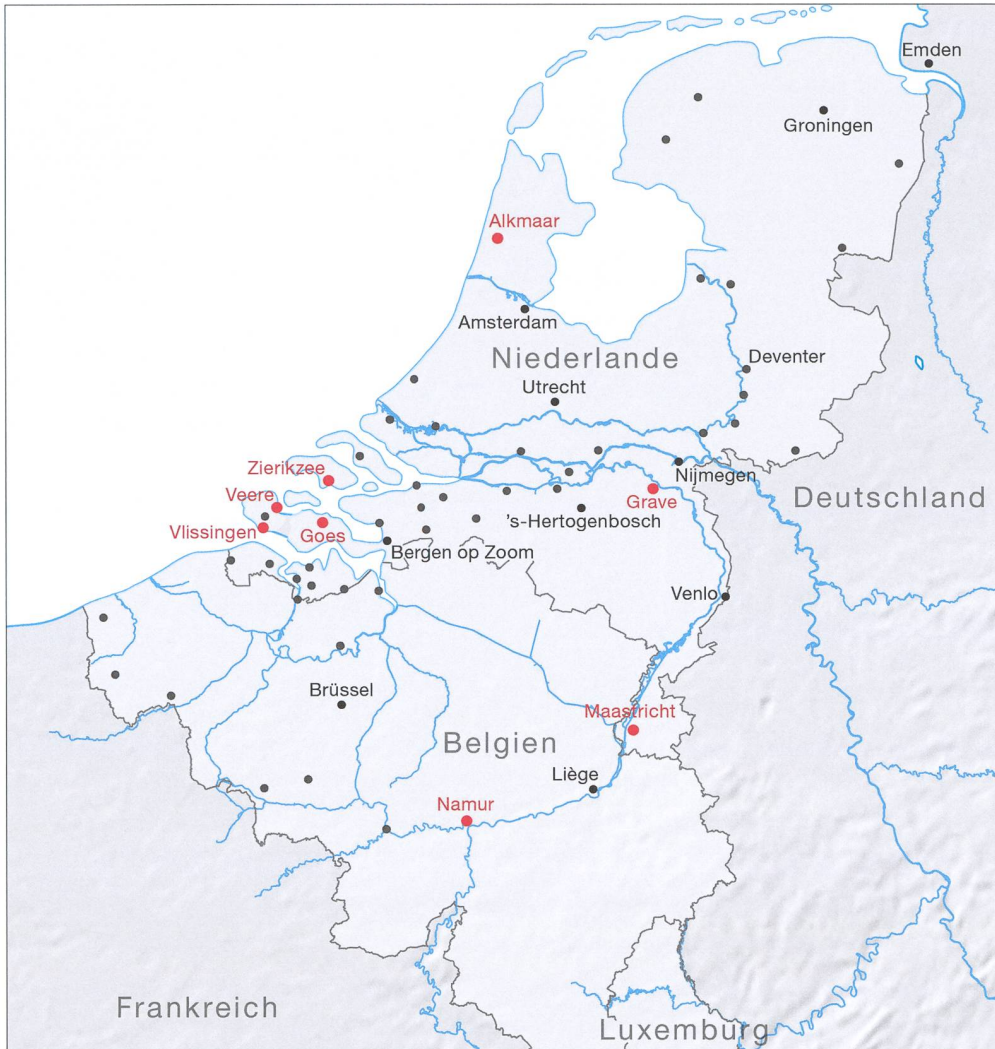 Emden
Groningen
Alkmaar
Amsterdam
Niederlande
Deventer
Utrecht
Zierikzee
Nijmegen
Veere
Grave
Deutschland
Vlissingen
Goes
's-Hertogenbosch
Bergen op Zoom
Venlo
Brüssel
Maastricht
Belgien
Liège
Namur
Frankreich
Luxemburg